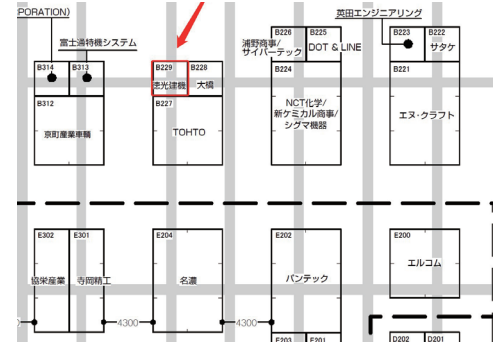 PORATION)
富士通特機システム
B314
B313
B312
京町産業車輌
B229
B228
大橋
B227
TOHTO
浦野商事/
サイバーテック
B226
B225
DOT & LINE
B224
NCT化学/
新ケミカル商事/
シグマ機器
英田エンジニアリング
B223
B222
サタケ
B221
エヌ・クラフト
E302
E301
協栄産業
寺岡精工
E204
名濃
E202
バンテック
E200
エルコム
4300
4300
E203
E201
D202
D201